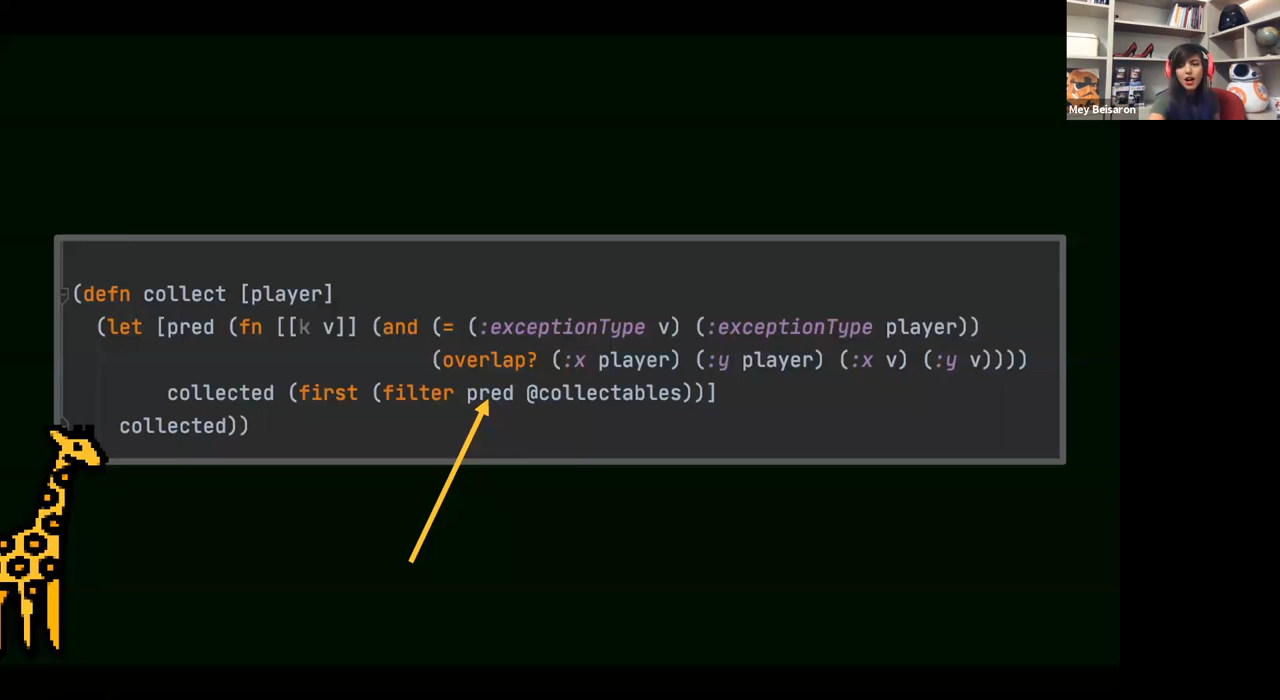 Mey Beisaron
(defn collect [player]
(let [pred (fn [[k v]] (and (= (:exceptionType v) (:exceptionType player))
(overlap? (:x player) (:y player) (:x v) (:y v))))
collected (first (filter pred @collectables))]
collected))